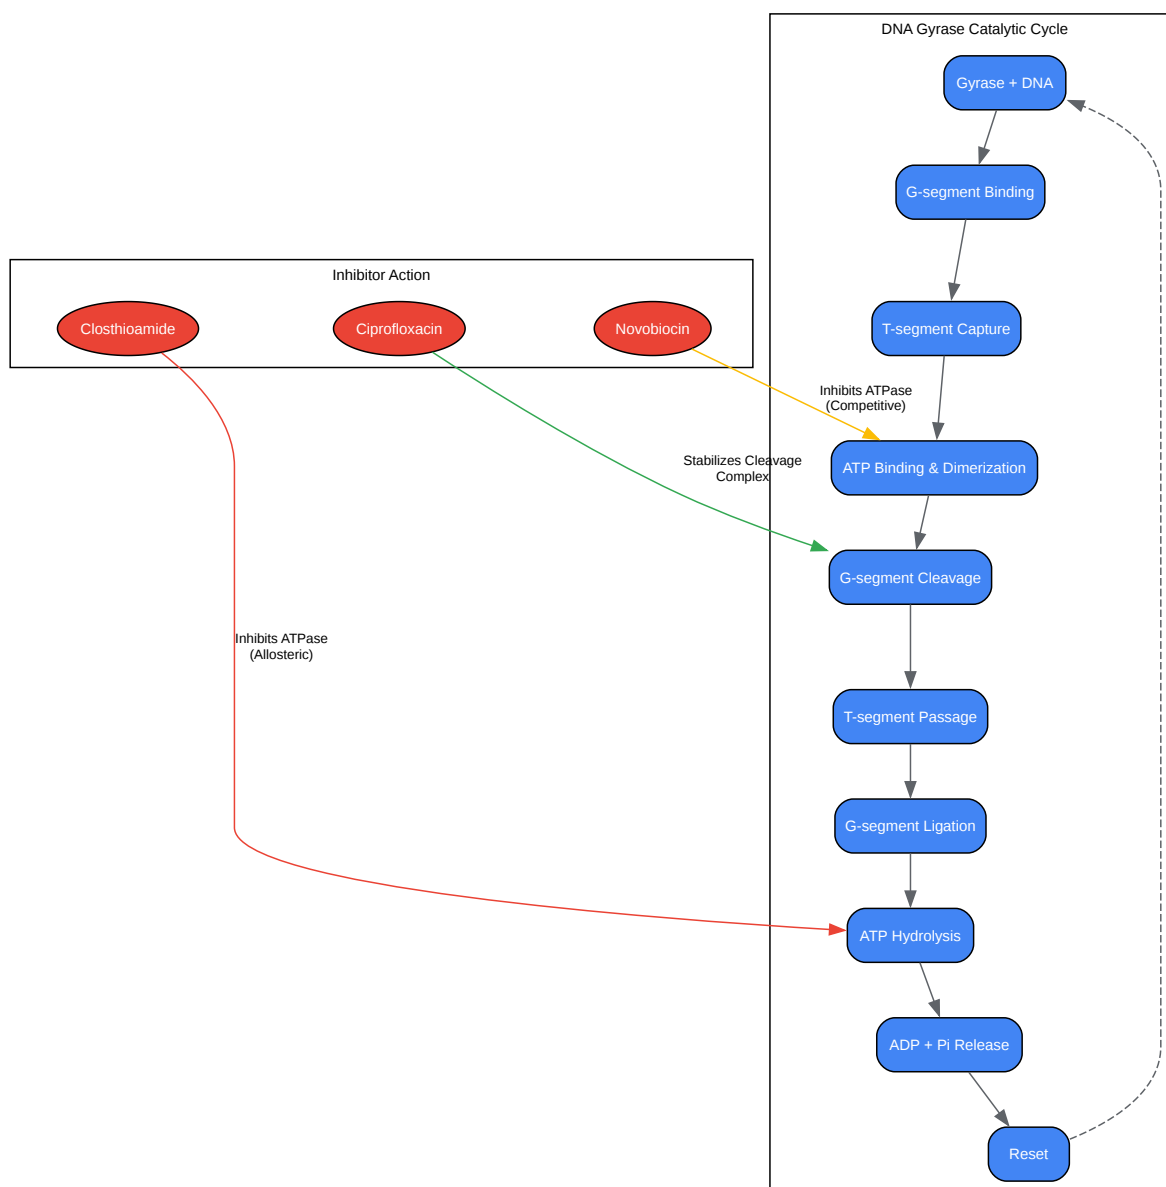 DNA Gyrase Catalytic Cycle
Gyrase + DNA
G-segment Binding
Inhibitor Action
Closthioamide
Ciprofloxacin
Novobiocin
T-segment Capture
Inhibits ATPase
(Competitive)
Stabilizes Cleavage
Complex
ATP Binding & Dimerization
G-segment Cleavage
Inhibits ATPase
(Allosteric)
T-segment Passage
G-segment Ligation
ATP Hydrolysis
ADP + Pi Release
Reset